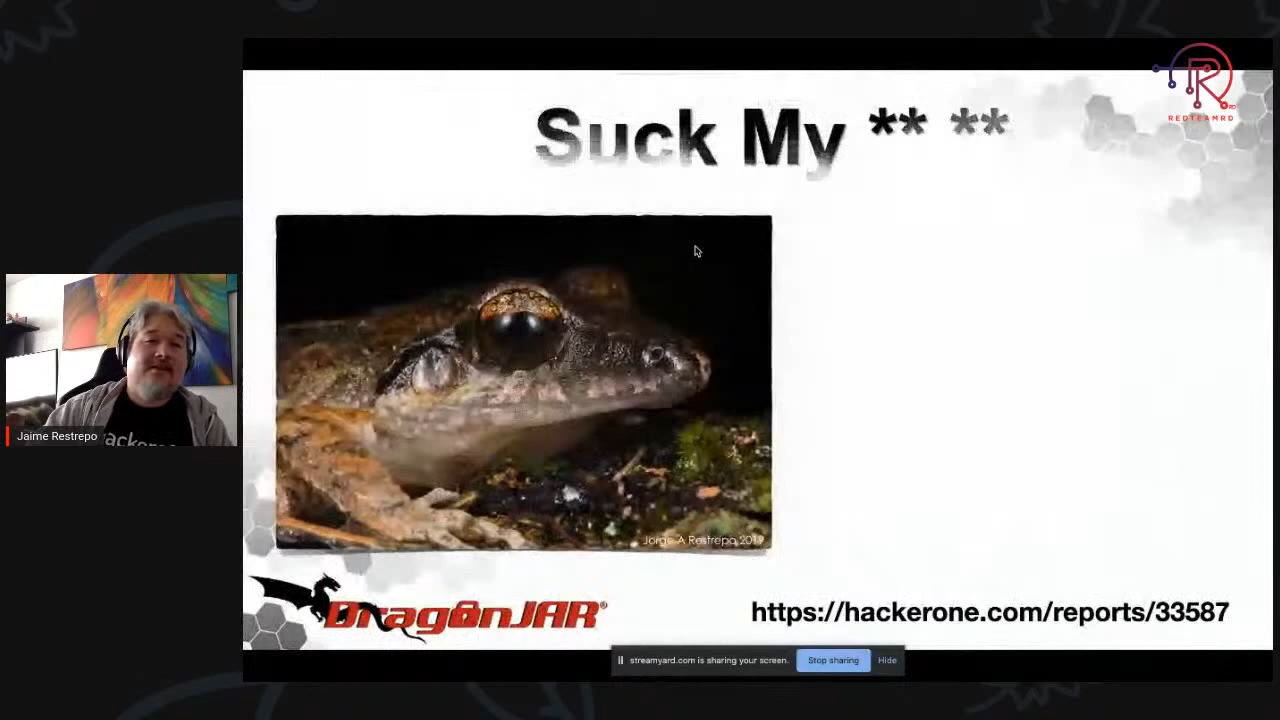 REDTEAMRD
Suck My ** **
Jaime Restrepo
Jorge A Restrepo 2019
DragonJAR®
https://hackerone.com/reports/33587
streamyard.com is sharing your screen.
Stop sharing
Hide